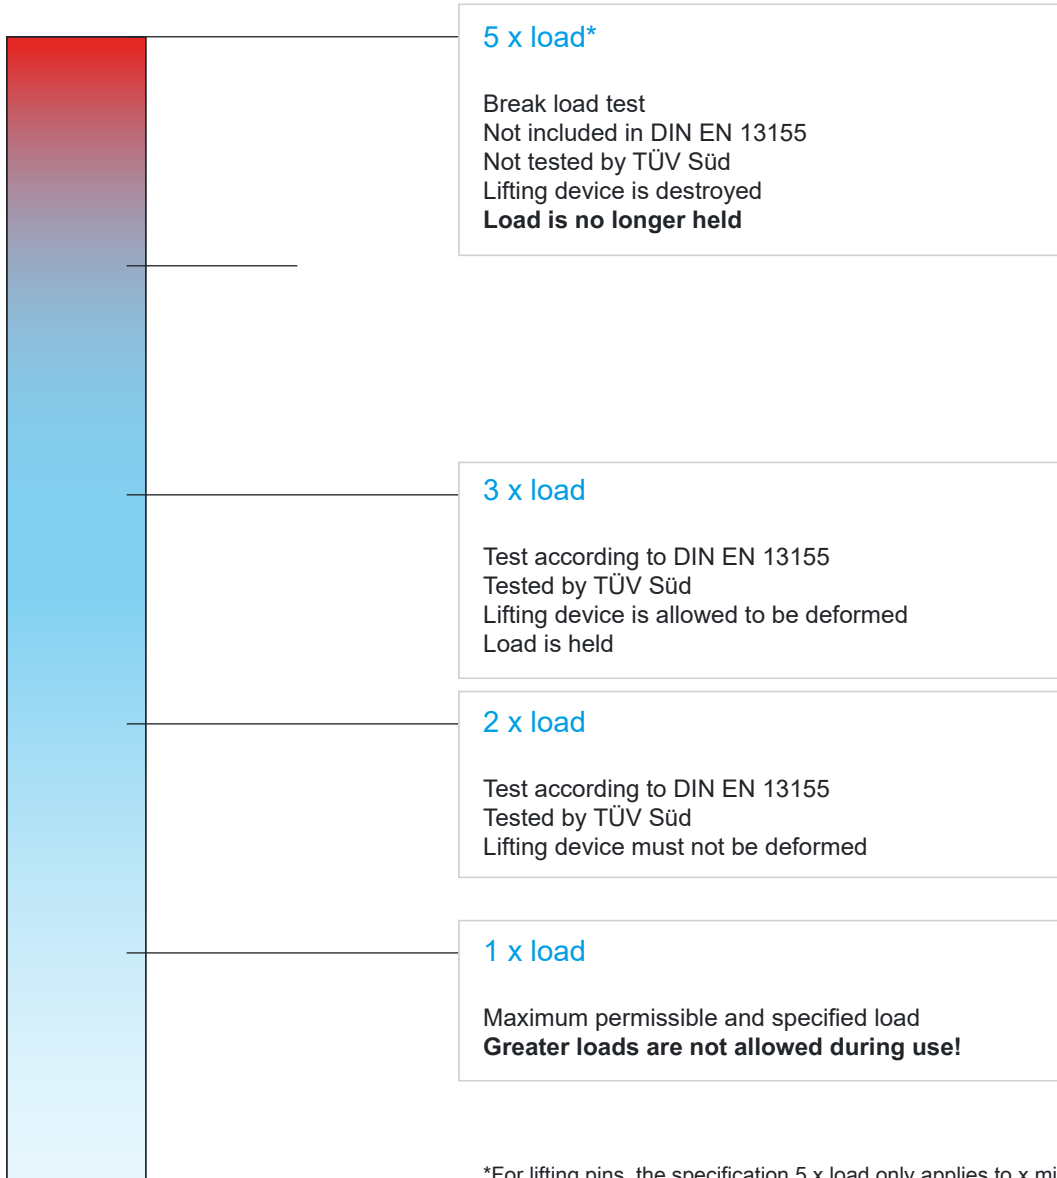 5 x load*
Break load test
Not included in DIN EN 13155
Not tested by TÜV Süd
Lifting device is destroyed
Load is no longer held
3 x load
Test according to DIN EN 13155
Tested by TÜV Süd
Lifting device is allowed to be deformed
Load is held
2 x load
Test according to DIN EN 13155
Tested by TÜV Süd
Lifting device must not be deformed
1 x load
Maximum permissible and specified load
Greater loads are not allowed during use!
*For lifting pins, the specification 5 x load only applies to x